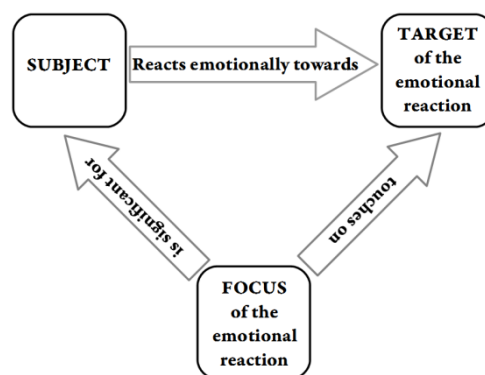 SUBJECT
Reacts emotionally towards
TARGET
of the
emotional
reaction
is significant for
touches on
FOCUS
of the
emotional
reaction